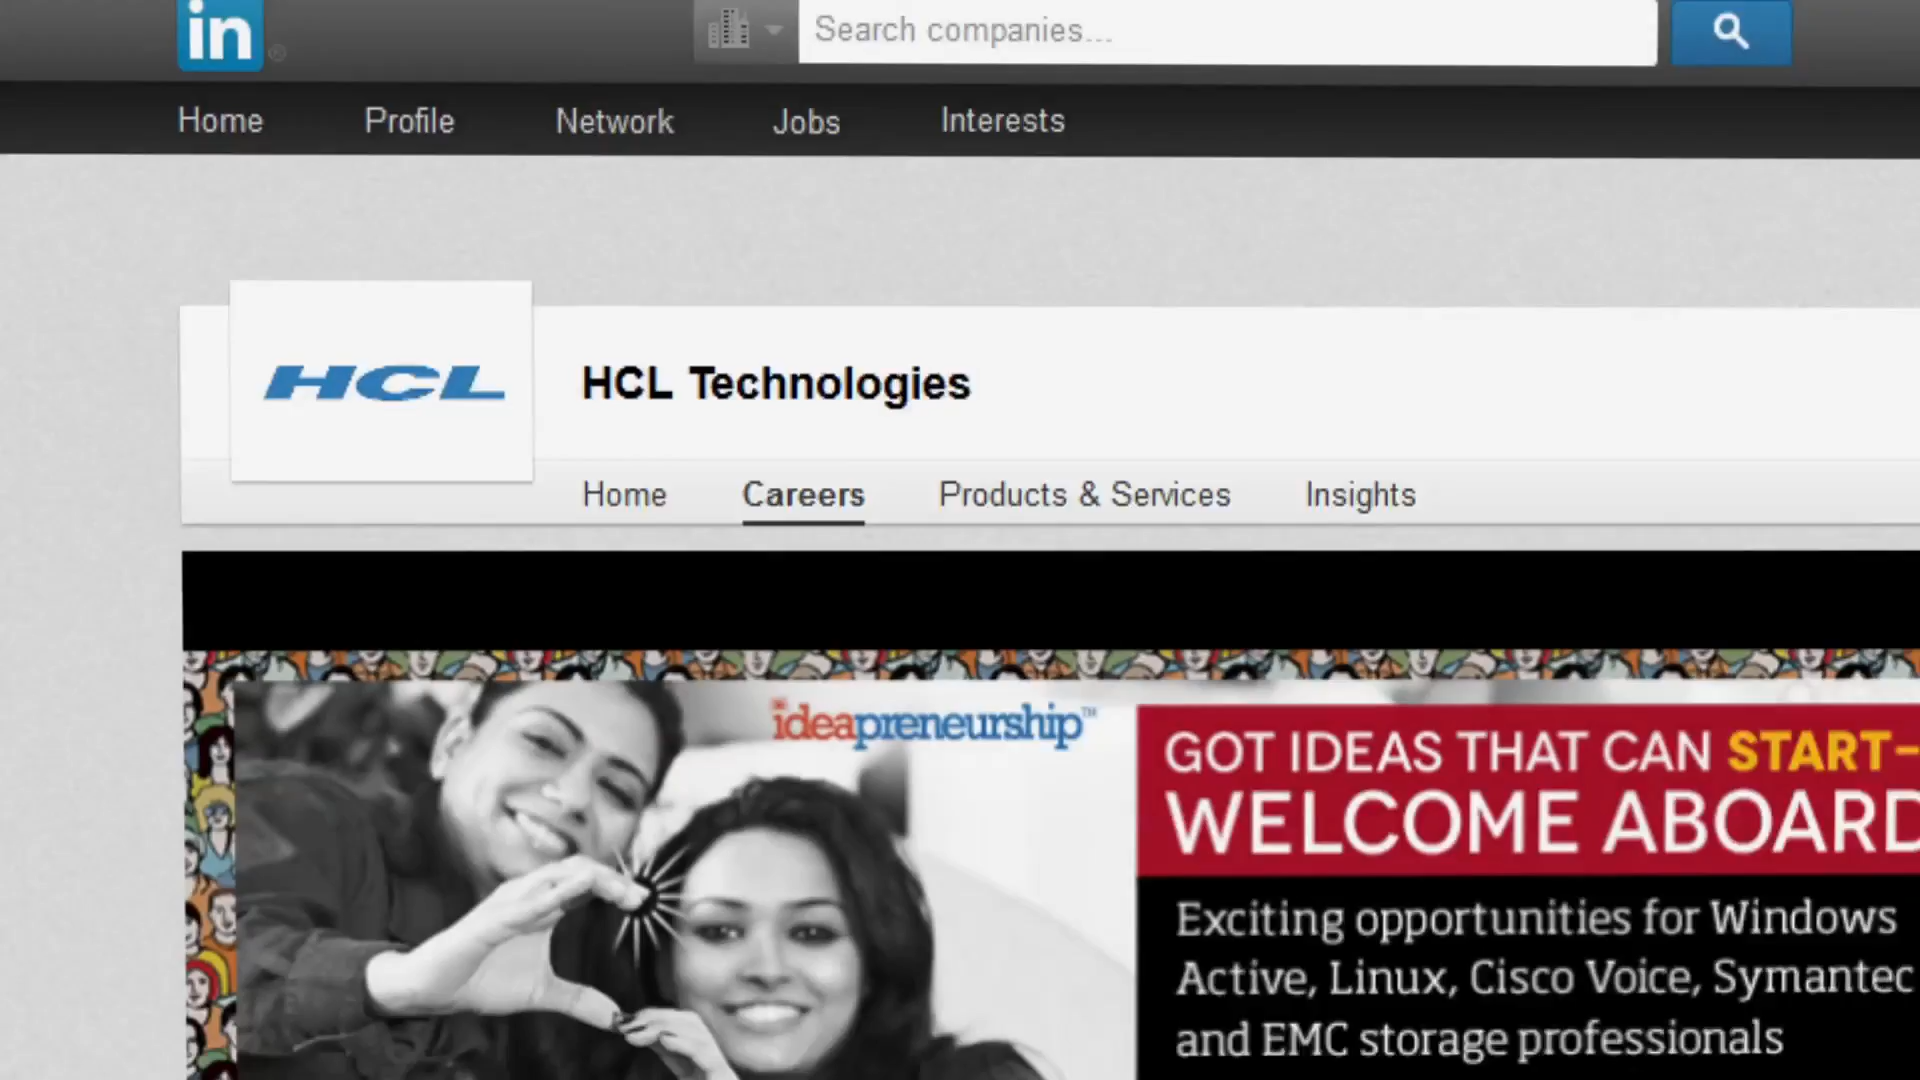 in
Search companies...
Home Profile Network Jobs Interests
HCL
HCL Technologies
Home Careers Products & Services Insights
ideapreneurship™
GOT IDEAS THAT CAN START-
WELCOME ABOARD
Exciting opportunities for Windows
Active, Linux, Cisco Voice, Symantec
and EMC storage professionals